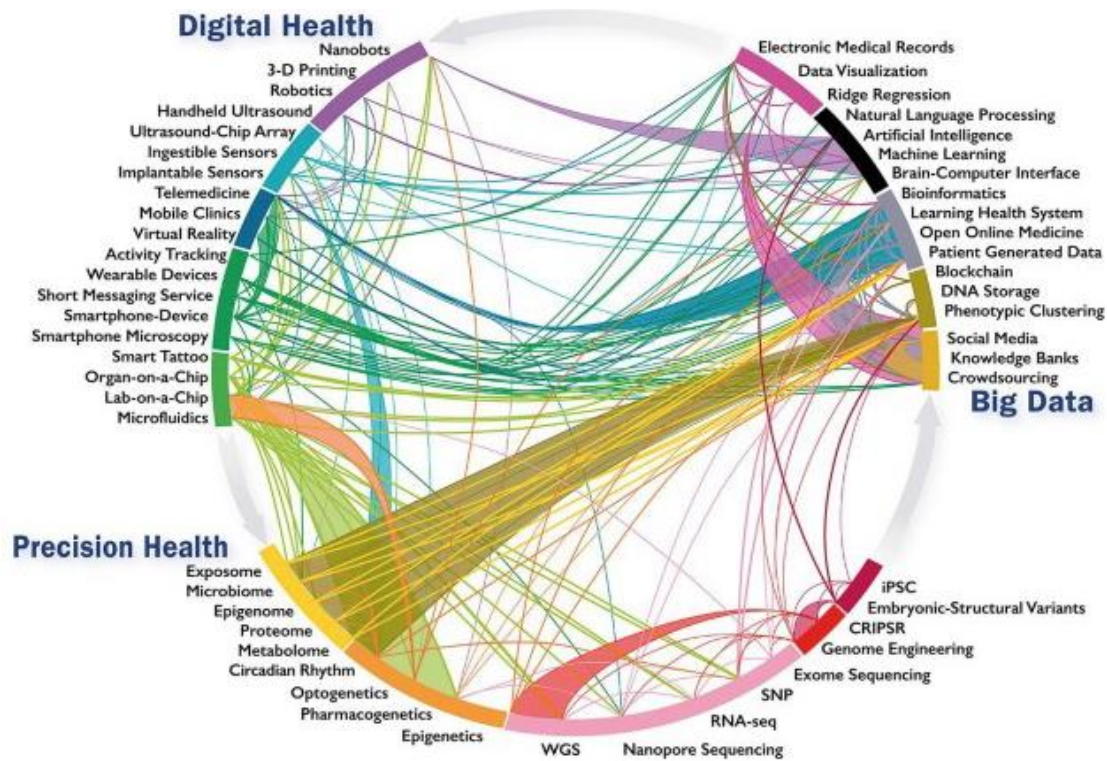 Digital Health
Nanobots
3-D Printing
Robotics
Handheld Ultrasound
Ultrasound-Chip Array
Ingestible Sensors
Implantable Sensors
Telemedicine
Mobile Clinics
Virtual Reality
Activity Tracking
Wearable Devices
Short Messaging Service
Smartphone-Device
Smartphone Microscopy
Smart Tattoo
Organ-on-a-Chip
Lab-on-a-Chip
Microfluidics
Electronic Medical Records
Data Visualization
Ridge Regression
Natural Language Processing
Artificial Intelligence
Machine Learning
Brain-Computer Interface
Bioinformatics
Learning Health System
Open Online Medicine
Patient Generated Data
Blockchain
DNA Storage
Phenotypic Clustering
Social Media
Knowledge Banks
Crowdsourcing
Big Data
Precision Health
Exposome
Microbiome
Epigenome
Proteome
Metabolome
Circadian Rhythm
Optogenetics
Pharmacogenetics
Epigenetics
WGS
Nanopore Sequencing
RNA-seq
SNP
Exome Sequencing
Genome Engineering
CRIPSR
Embryonic-Structural Variants
iPSC